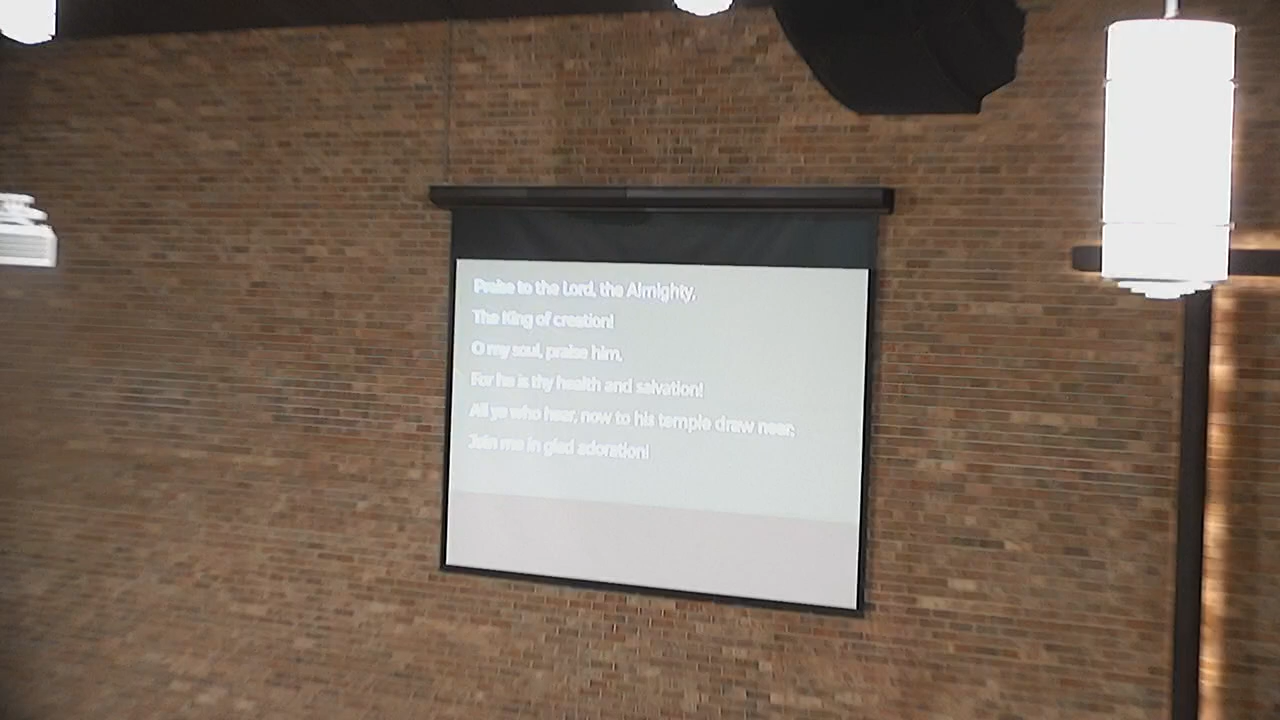 Praise to the Lord, the Almighty,
The King of creation!
O my soul, praise him,
For he is thy health and salvation!
All ye who hear, now to his temple draw near;
Join me in glad adoration!